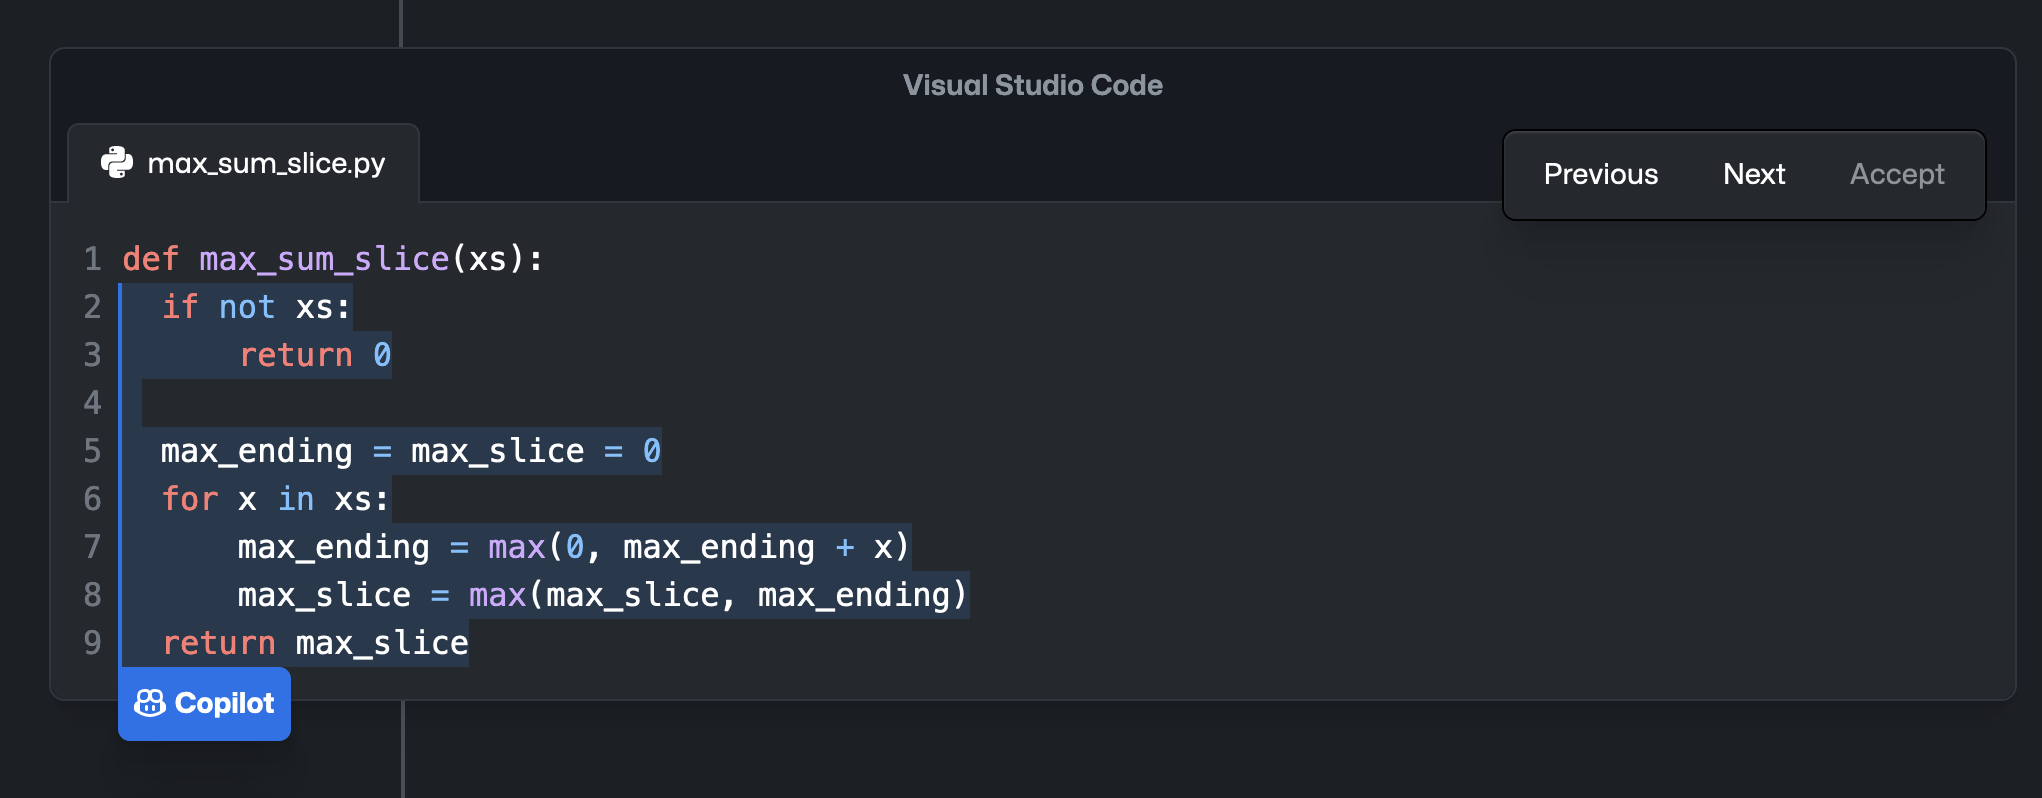 Visual Studio Code
max_sum_slice.py
Previous Next Accept
1 def max_sum_slice(xs):
2   if not xs:
3       return 0
4
5   max_ending = max_slice = 0
6   for x in xs:
7       max_ending = max(0, max_ending + x)
8       max_slice = max(max_slice, max_ending)
9   return max_slice
Copilot